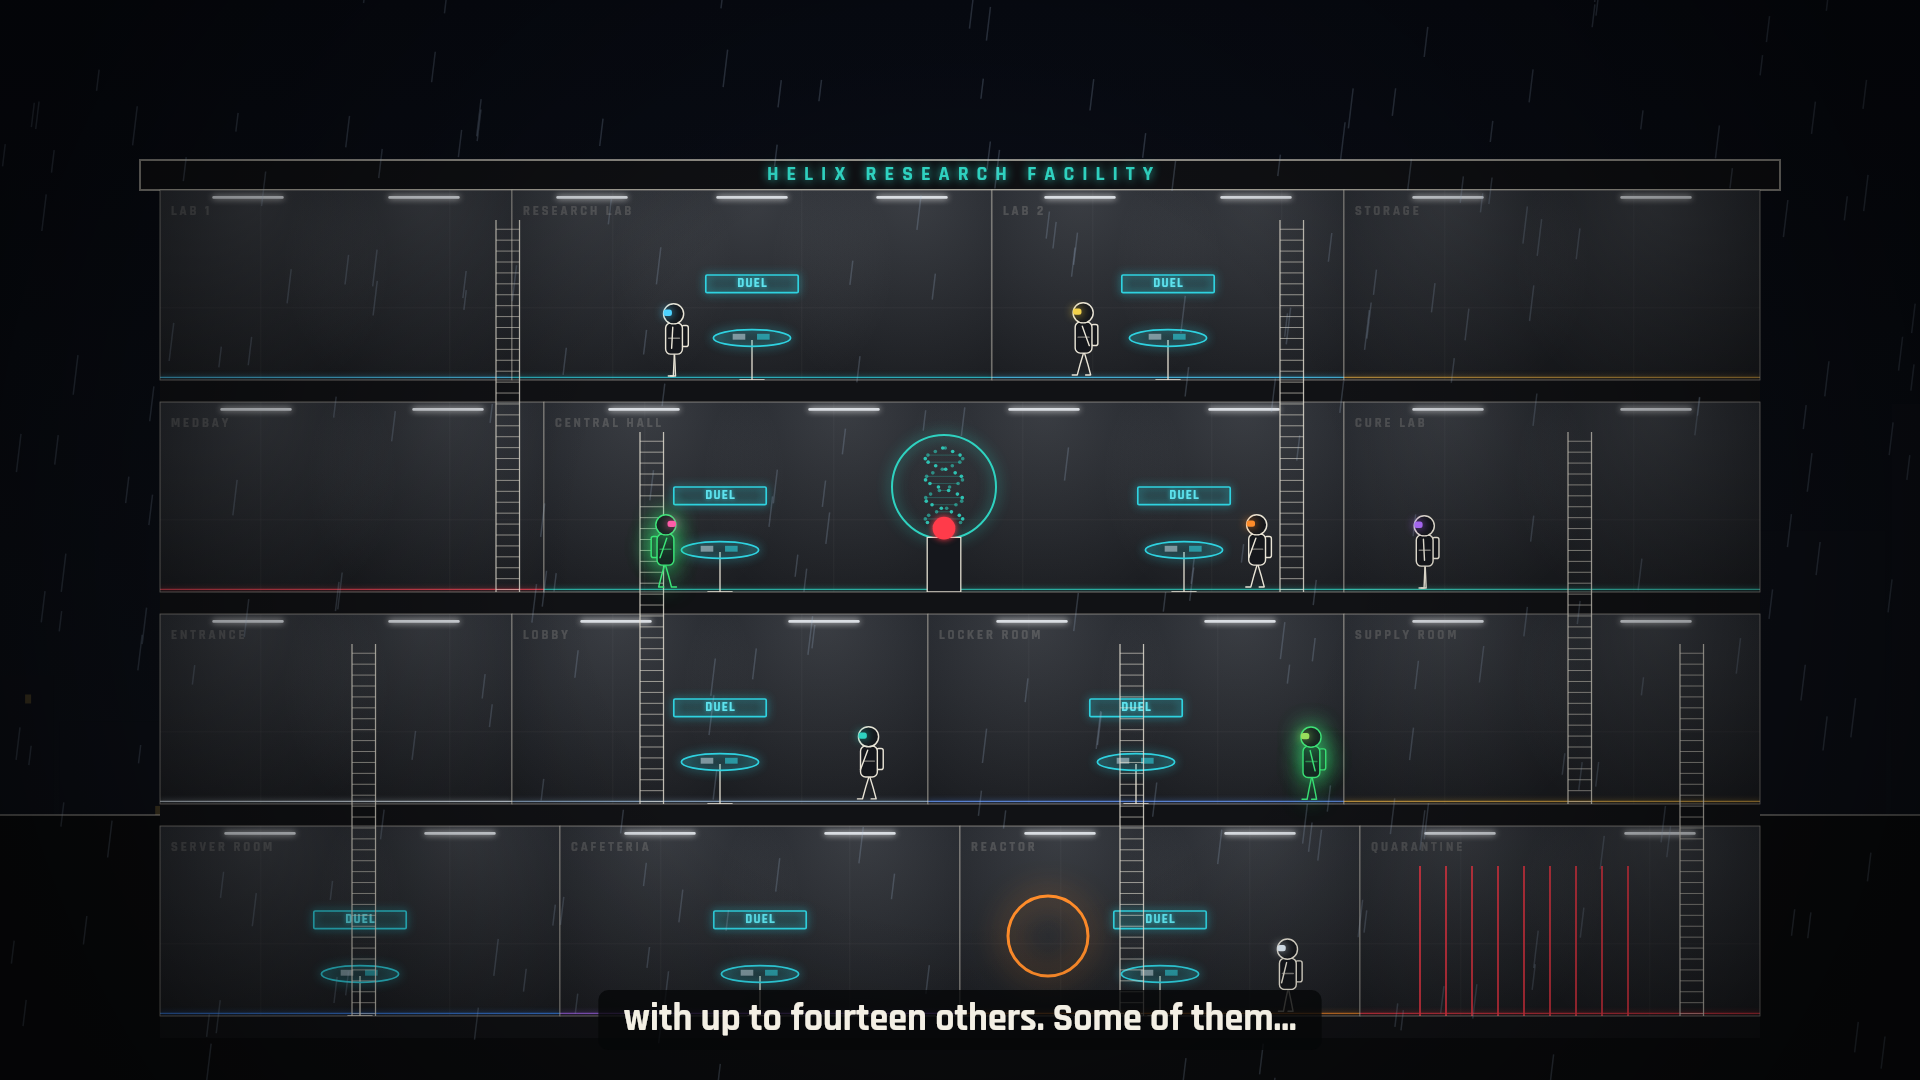 HELIX RESEARCH FACILITY
LAB 1
RESEARCH LAB
LAB 2
STORAGE
DUEL
DUEL
MEDBAY
CENTRAL HALL
CURE LAB
DUEL
DUEL
ENTRANCE
LOBBY
LOCKER ROOM
SUPPLY ROOM
DUEL
DUEL
SERVER ROOM
CAFETERIA
REACTOR
QUARANTINE
DUEL
DUEL
DUEL
with up to fourteen others. Some of them...